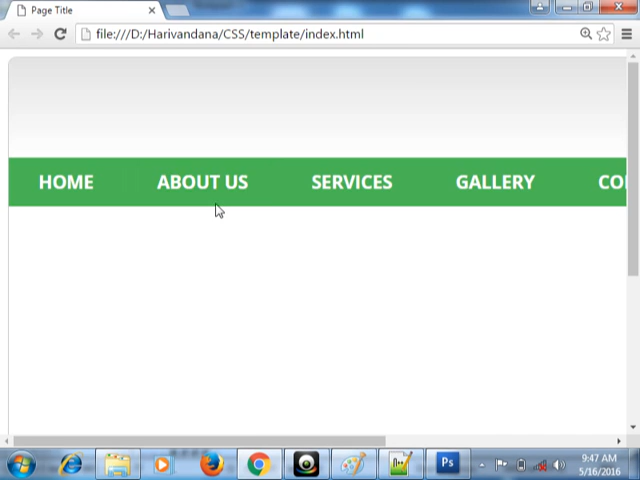 Page Title
file:///D:/Harivandana/CSS/template/index.html
HOME ABOUT US SERVICES GALLERY CO
Ps
9:47 AM
5/16/2016